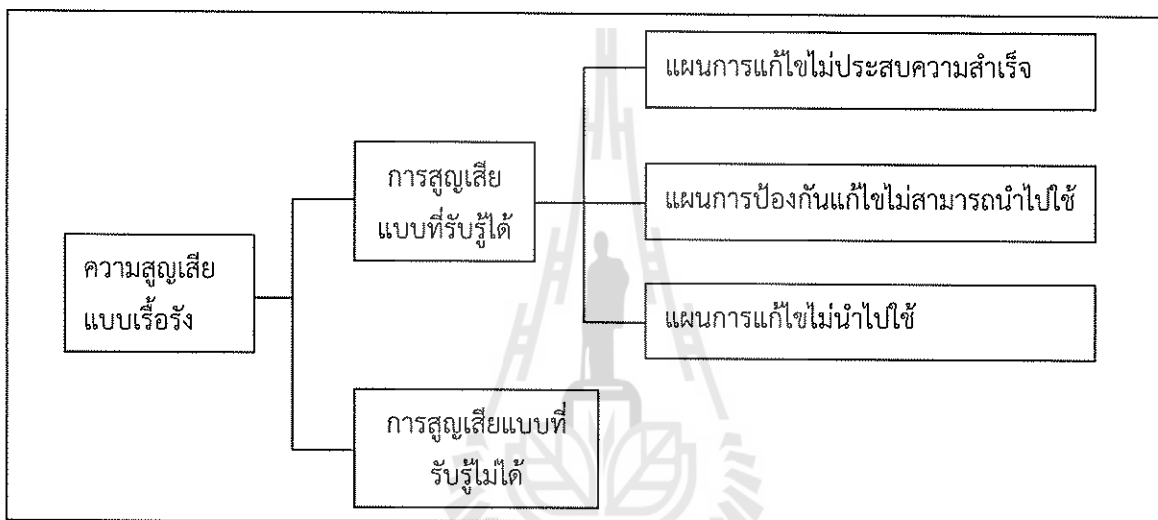 แผนการแก้ไขไม่ประสบความสำเร็จ
การสูญเสีย
แบบที่รับรู้ได้
แผนการป้องกันแก้ไขไม่สามารถนำไปใช้
ความสูญเสีย
แบบเรื้อรัง
แผนการแก้ไขไม่นำไปใช้
การสูญเสียแบบที่
รับรู้ไม่ได้